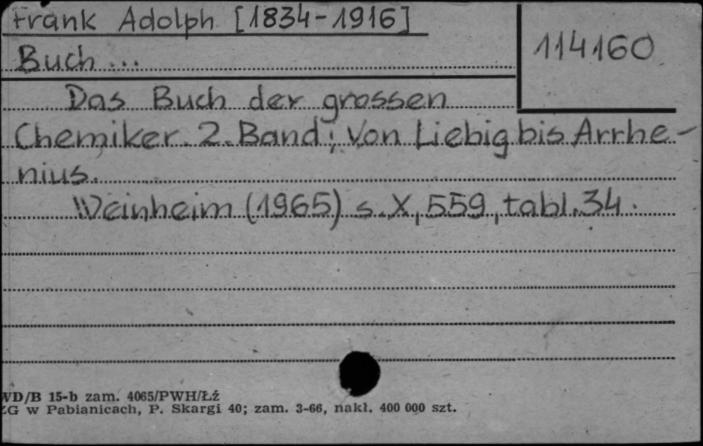 Frank Adolph [1834-1916]
114160
Buch ...
Das Buch der grossen
Chemiker. 2. Band: Von Liebig bis Arrhe-
nius.
Weinheim (1965) s. X, 559, tabl. 34.
WD/B 15-b zam. 4065/PWH/Łź
ZG w Pabianicach, P. Skargi 40; zam. 3-66, nakł. 400 000 szt.